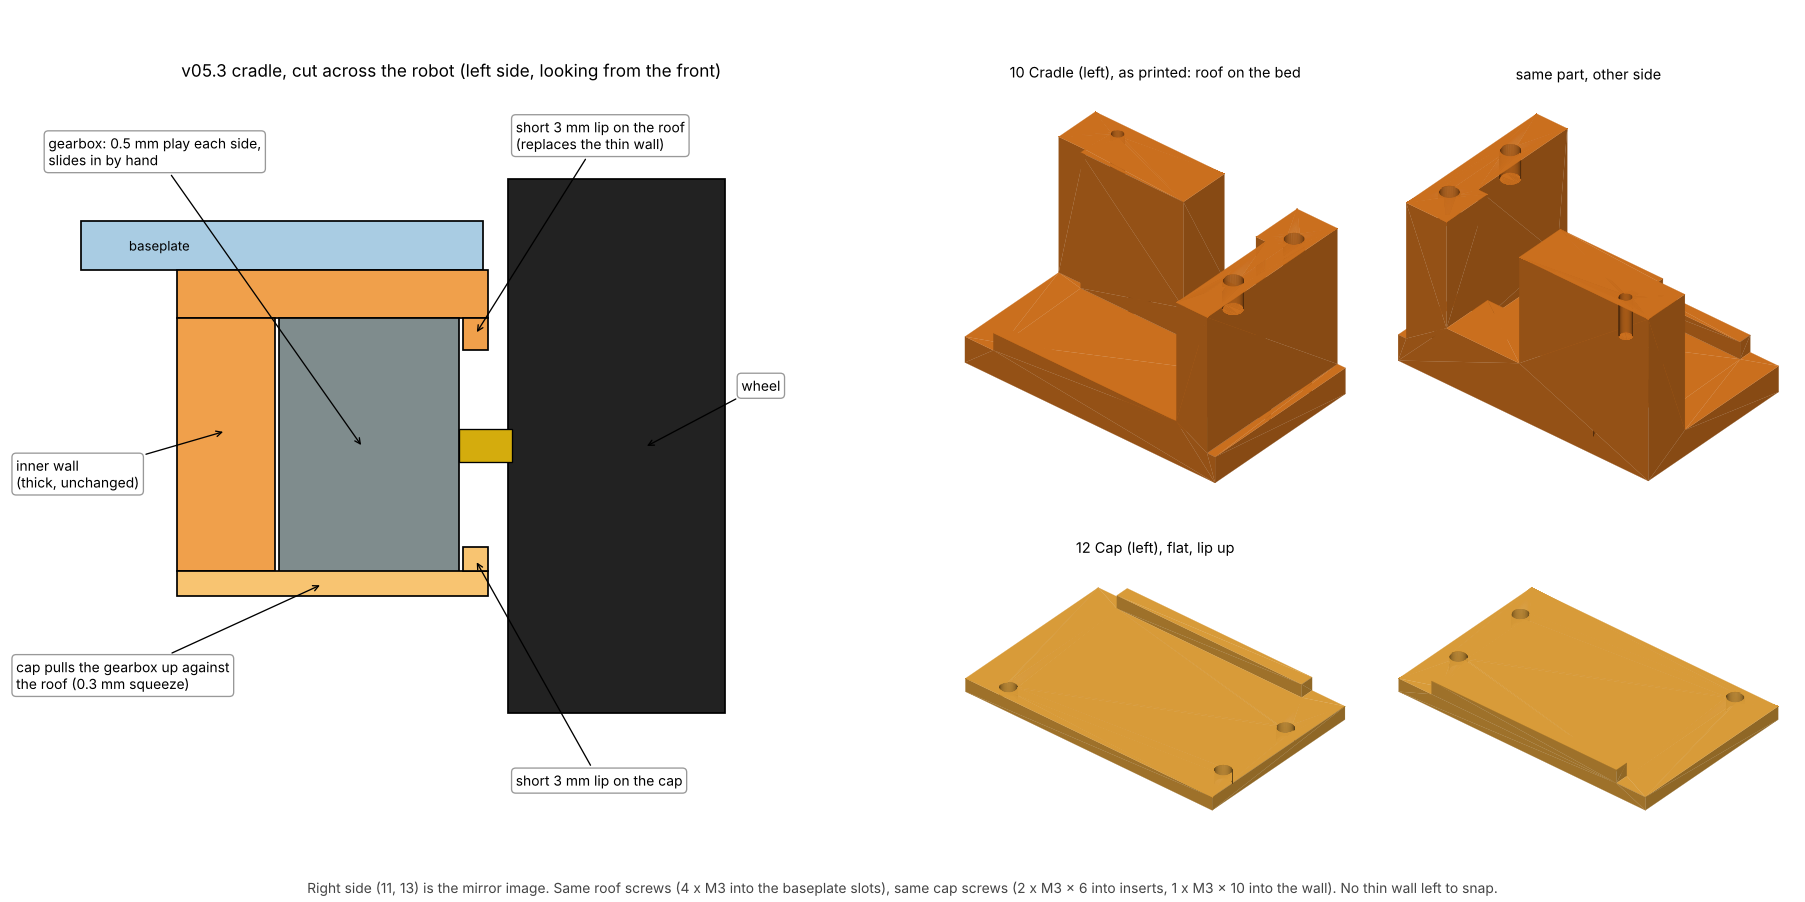 v05.3 cradle, cut across the robot (left side, looking from the front)
10 Cradle (left), as printed: roof on the bed
same part, other side
gearbox: 0.5 mm play each side,
slides in by hand
short 3 mm lip on the roof
(replaces the thin wall)
baseplate
wheel
inner wall
(thick, unchanged)
12 Cap (left), flat, lip up
cap pulls the gearbox up against
the roof (0.3 mm squeeze)
short 3 mm lip on the cap
Right side (11, 13) is the mirror image. Same roof screws (4 x M3 into the baseplate slots), same cap screws (2 x M3 × 6 into inserts, 1 x M3 × 10 into the wall). No thin wall left to snap.